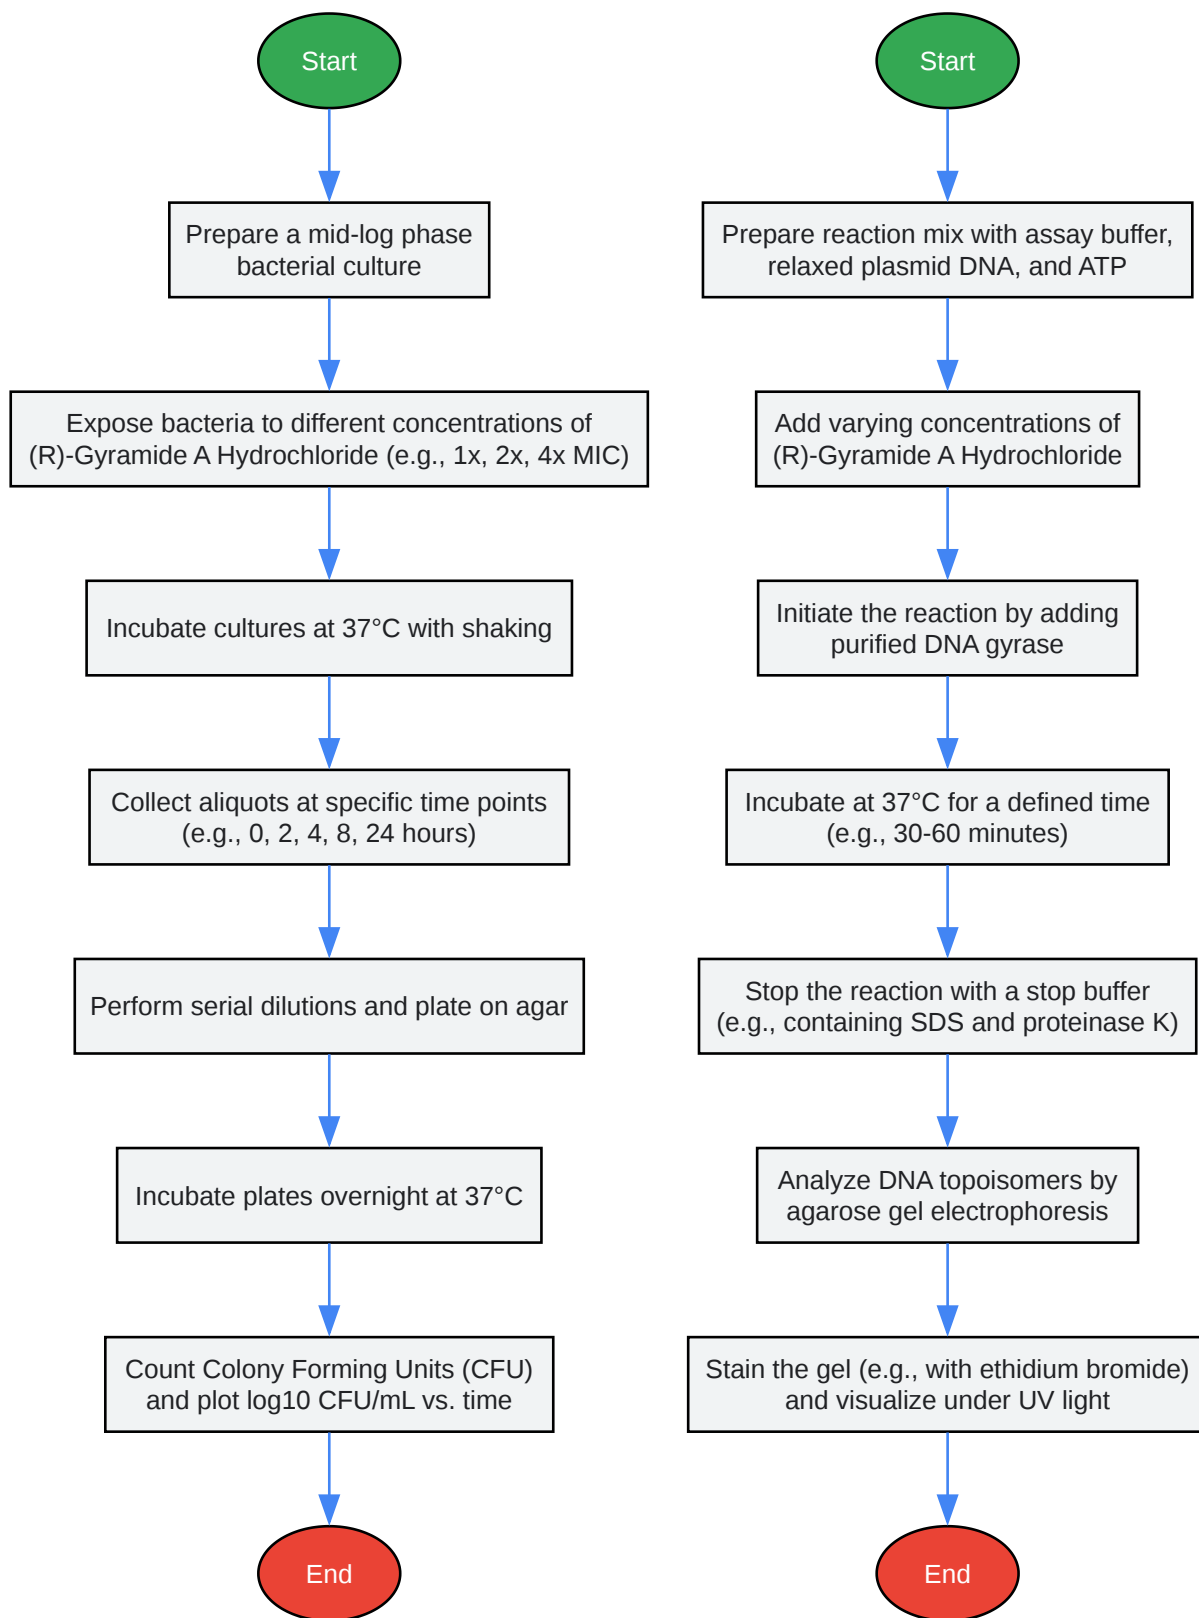 Start
Prepare a mid-log phase
bacterial culture
Expose bacteria to different concentrations of
(R)-Gyramide A Hydrochloride (e.g., 1x, 2x, 4x MIC)
Incubate cultures at 37°C with shaking
Collect aliquots at specific time points
(e.g., 0, 2, 4, 8, 24 hours)
Perform serial dilutions and plate on agar
Incubate plates overnight at 37°C
Count Colony Forming Units (CFU)
and plot log10 CFU/mL vs. time
End
Start
Prepare reaction mix with assay buffer,
relaxed plasmid DNA, and ATP
Add varying concentrations of
(R)-Gyramide A Hydrochloride
Initiate the reaction by adding
purified DNA gyrase
Incubate at 37°C for a defined time
(e.g., 30-60 minutes)
Stop the reaction with a stop buffer
(e.g., containing SDS and proteinase K)
Analyze DNA topoisomers by
agarose gel electrophoresis
Stain the gel (e.g., with ethidium bromide)
and visualize under UV light
End